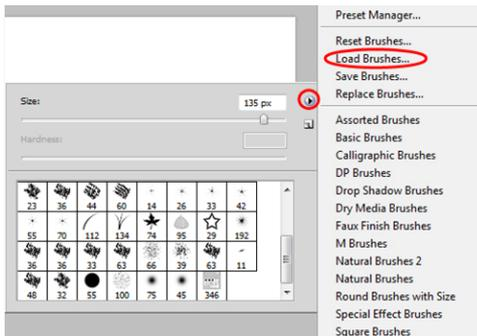 Size:
135 px
Hardness:
23 36 44 60 14 26 33 42
55 70 112 134 74 95 29 192
36 36 33 63 66 39 63 11
48 32 55 100 75 45 346
Preset Manager...
Reset Brushes...
Load Brushes...
Save Brushes...
Replace Brushes...
Assorted Brushes
Basic Brushes
Calligraphic Brushes
DP Brushes
Drop Shadow Brushes
Dry Media Brushes
Faux Finish Brushes
M Brushes
Natural Brushes 2
Natural Brushes
Round Brushes with Size
Special Effect Brushes
Square Brushes